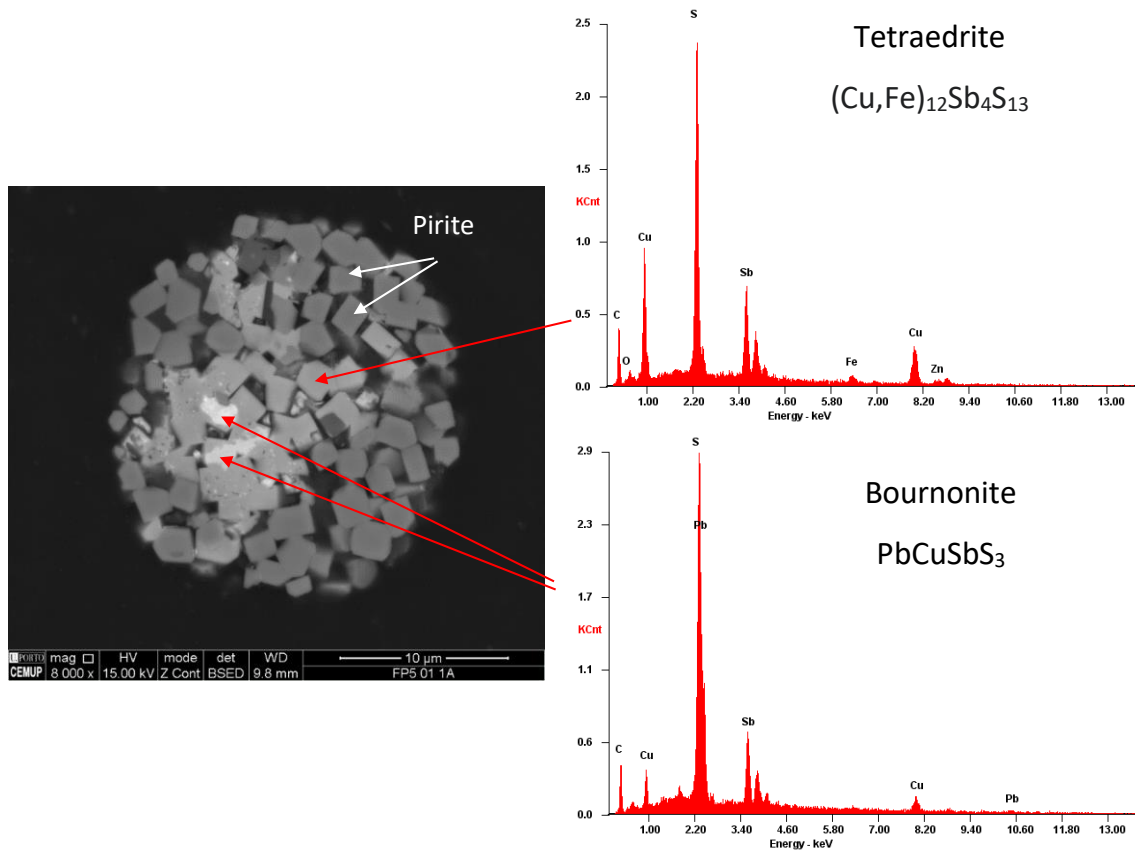 Tetraedrite
(Cu,Fe)₁₂Sb₄S₁₃
S
2.5
2.0
1.5
KCnt
1.0
0.5
0.0
Cu
Sb
C
O
Fe
Cu
Zn
1.00 2.20 3.40 4.60 5.80 7.00 8.20 9.40 10.60 11.80 13.00
Energy - keV
Pirite
U.PORTO
CEMUP
mag HV mode det WD
8 000 x 15.00 kV Z Cont BSED 9.8 mm
10 µm
FP5 01 1A
Bournonite
PbCuSbS₃
S
2.9
2.3
1.7
KCnt
1.1
0.6
0.0
Pb
Sb
C
Cu
Cu
Pb
1.00 2.20 3.40 4.60 5.80 7.00 8.20 9.40 10.60 11.80 13.00
Energy - keV